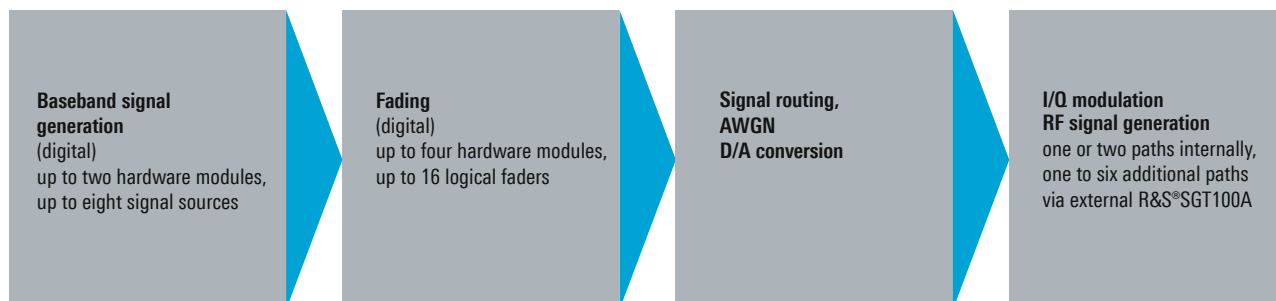 Baseband signal
generation
(digital)
up to two hardware modules,
up to eight signal sources
Fading
(digital)
up to four hardware modules,
up to 16 logical faders
Signal routing,
AWGN
D/A conversion
I/Q modulation
RF signal generation
one or two paths internally,
one to six additional paths
via external R&S®SGT100A